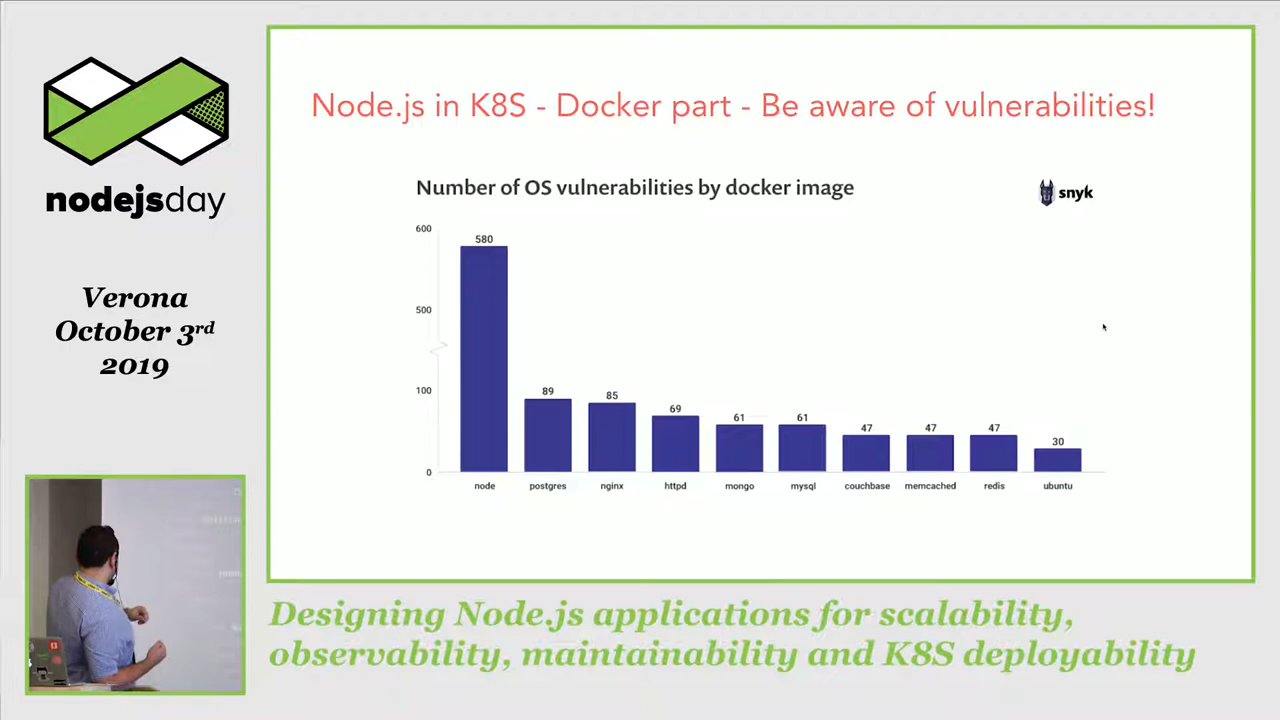 nodejsday
Verona
October 3rd
2019
Node.js in K8S - Docker part - Be aware of vulnerabilities!
Number of OS vulnerabilities by docker image
snyk
600
500
100
0
580
89
85
69
61
61
47
47
47
30
node
postgres
nginx
httpd
mongo
mysql
couchbase
memcached
redis
ubuntu
Designing Node.js applications for scalability,
observability, maintainability and K8S deployability